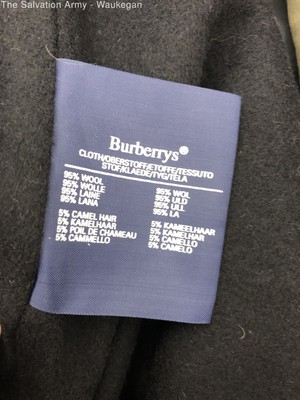 The Salvation Army - Waukegan
Burberrys®
CLOTH/OBERSTOFF/ETOFFE/TESSUTO
STOF/KLAEDE/TYG/TELA
95% WOOL
95% WOLLE
95% LAINE
95% LANA
95% WOL
95% ULD
95% ULL
95% LA
5% CAMEL HAIR
5% KAMELHAAR
5% POIL DE CHAMEAU
5% CAMMELLO
5% KAMEELHAAR
5% KAMELHAR
5% CAMELLO
5% CAMELO